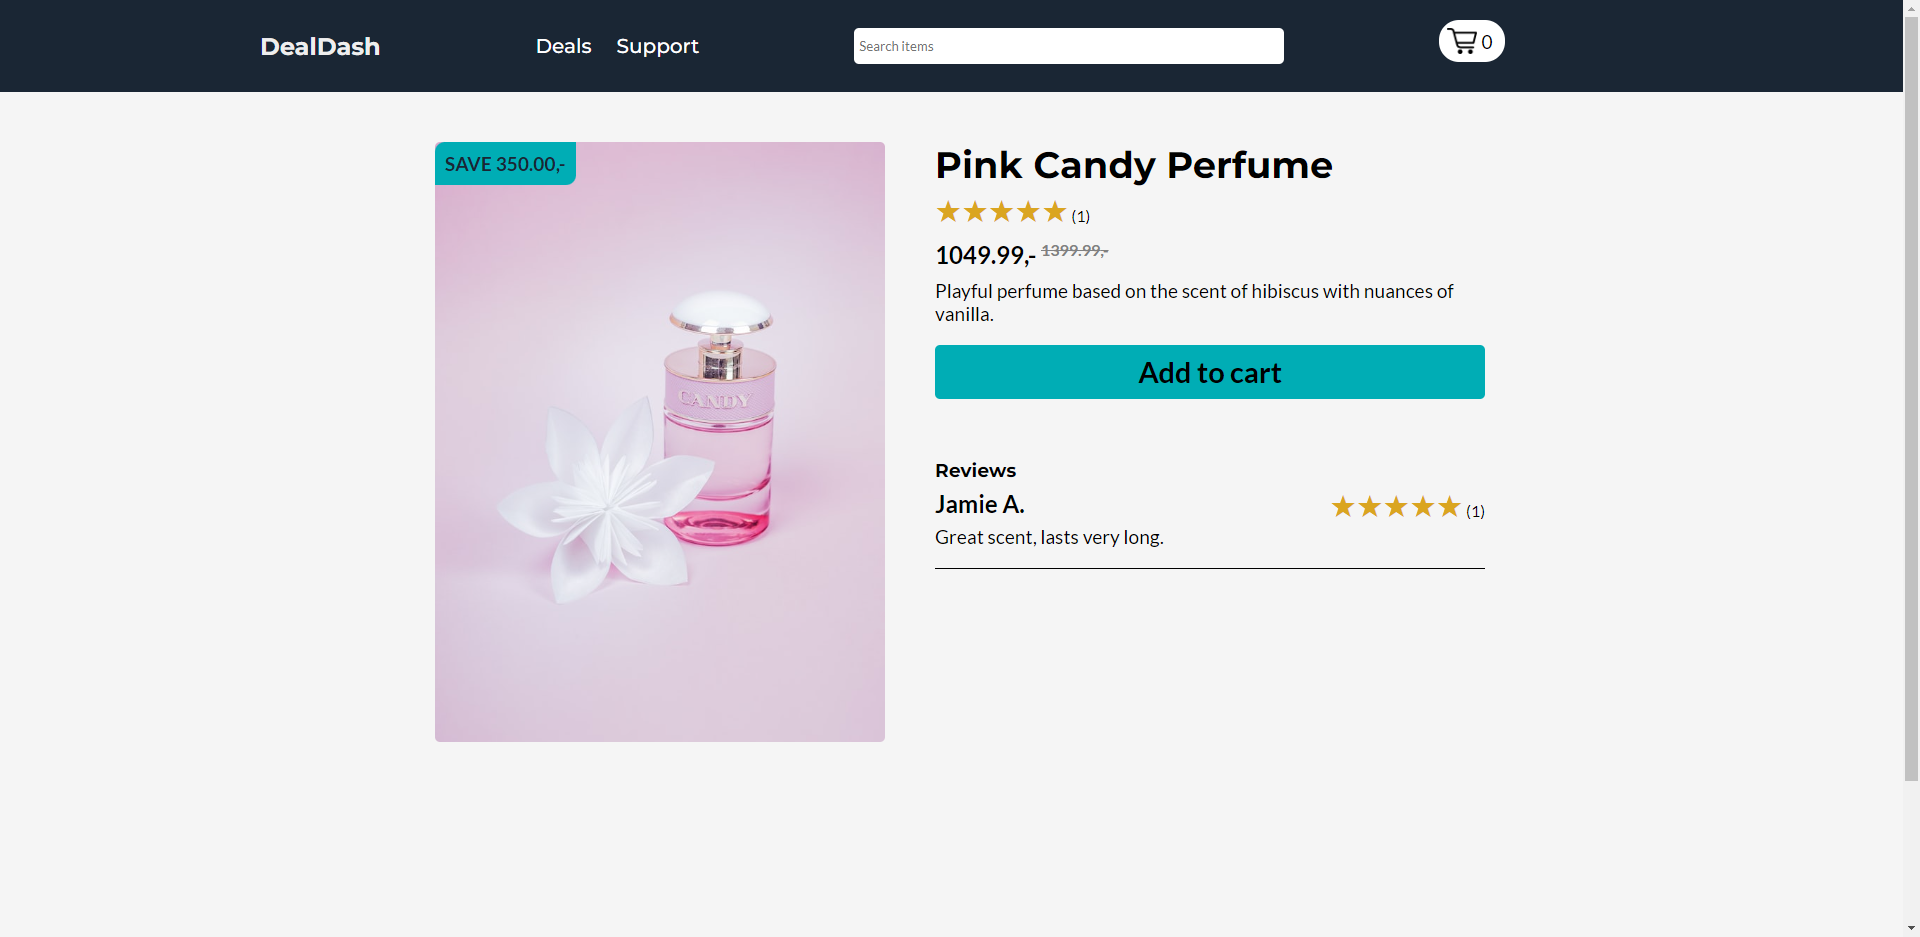 DealDash
Deals Support
Search items
0
SAVE 350.00,-
CANDY
Pink Candy Perfume
★★★★★ (1)
1049.99,- 1399.99,-
Playful perfume based on the scent of hibiscus with nuances of
vanilla.
Add to cart
Reviews
Jamie A. ★★★★★ (1)
Great scent, lasts very long.